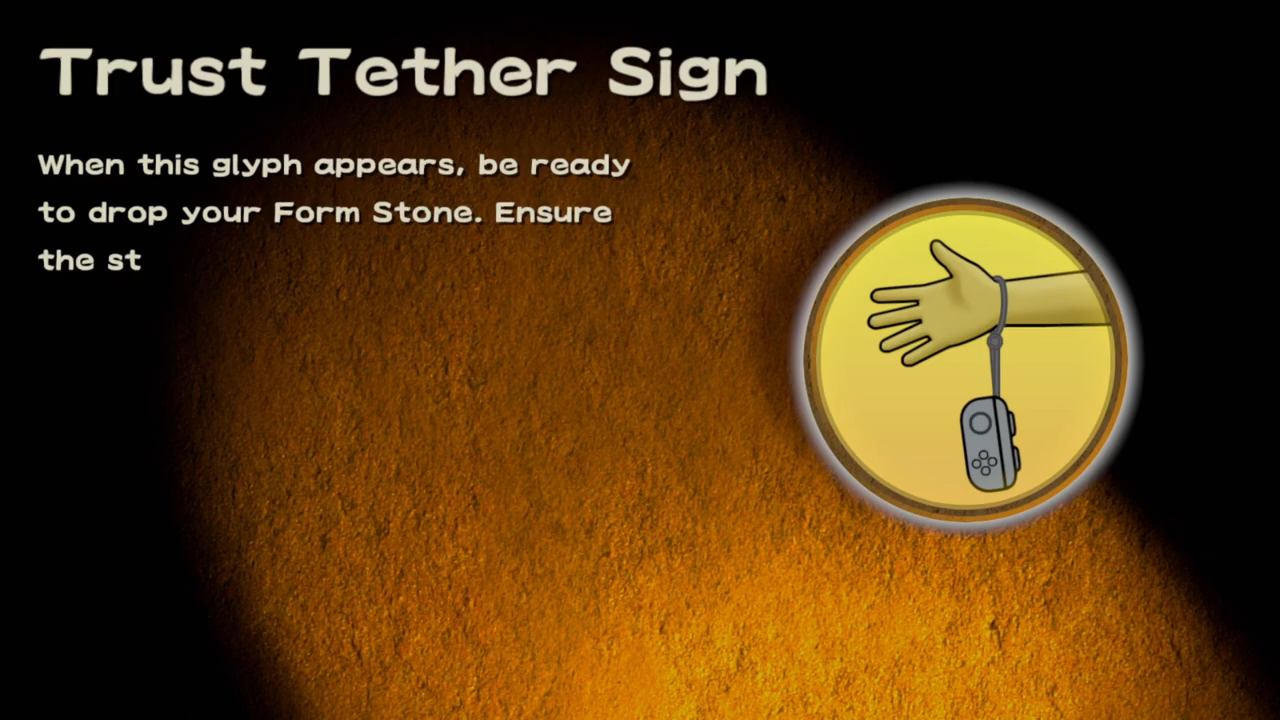 Trust Tether Sign
When this glyph appears, be ready
to drop your Form Stone. Ensure
the st